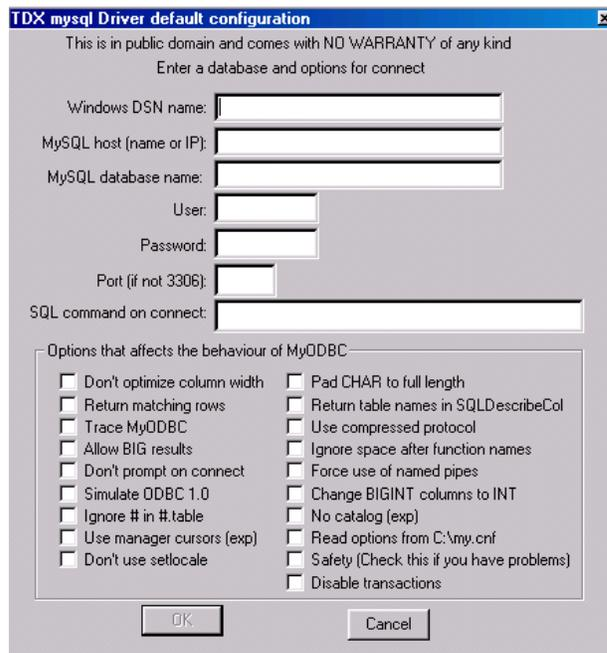 TDX mysql Driver default configuration
This is in public domain and comes with NO WARRANTY of any kind
Enter a database and options for connect
Windows DSN name:
MySQL host (name or IP):
MySQL database name:
User:
Password:
Port (if not 3306):
SQL command on connect:
Options that affects the behaviour of MyODBC
Don't optimize column width
Return matching rows
Trace MyODBC
Allow BIG results
Don't prompt on connect
Simulate ODBC 1.0
Ignore # in #.table
Use manager cursors (exp)
Don't use setlocale
Pad CHAR to full length
Return table names in SQLDescribeCol
Use compressed protocol
Ignore space after function names
Force use of named pipes
Change BIGINT columns to INT
No catalog (exp)
Read options from C:\my.cnf
Safety (Check this if you have problems)
Disable transactions
OK
Cancel